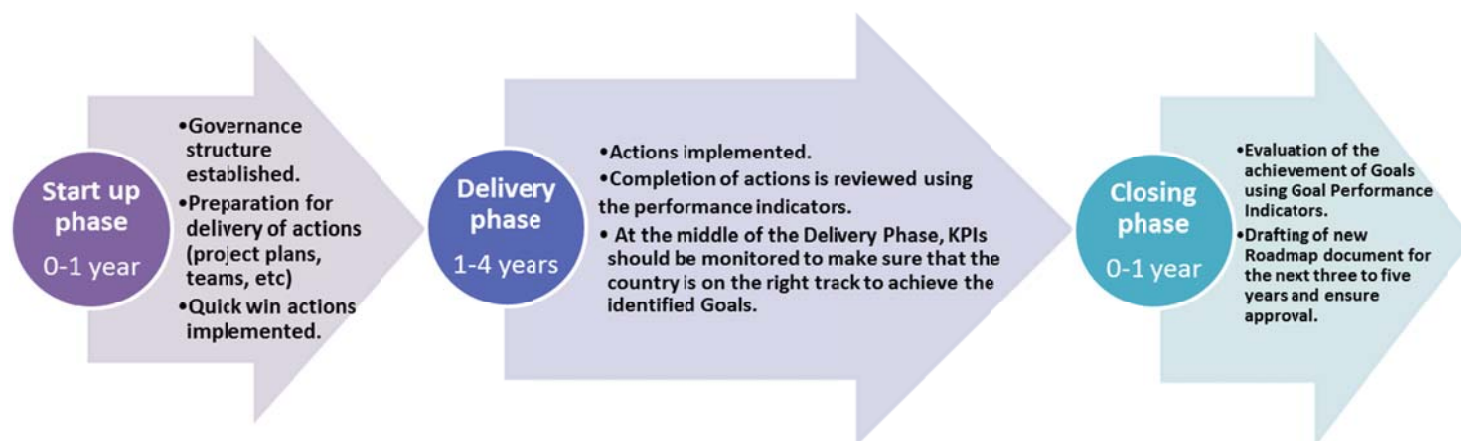 Start up
phase
0-1 year
•Governance
structure
established.
•Preparation for
delivery of actions
(project plans,
teams, etc)
•Quick win actions
implemented.
Delivery
phase
1-4 years
•Actions implemented.
•Completion of actions is reviewed using
the performance indicators.
• At the middle of the Delivery Phase, KPIs
should be monitored to make sure that the
country is on the right track to achieve the
identified Goals.
Closing
phase
0-1 year
•Evaluation of the
achievement of Goals
using Goal Performance
Indicators.
•Drafting of new
Roadmap document for
the next three to five
years and ensure
approval.